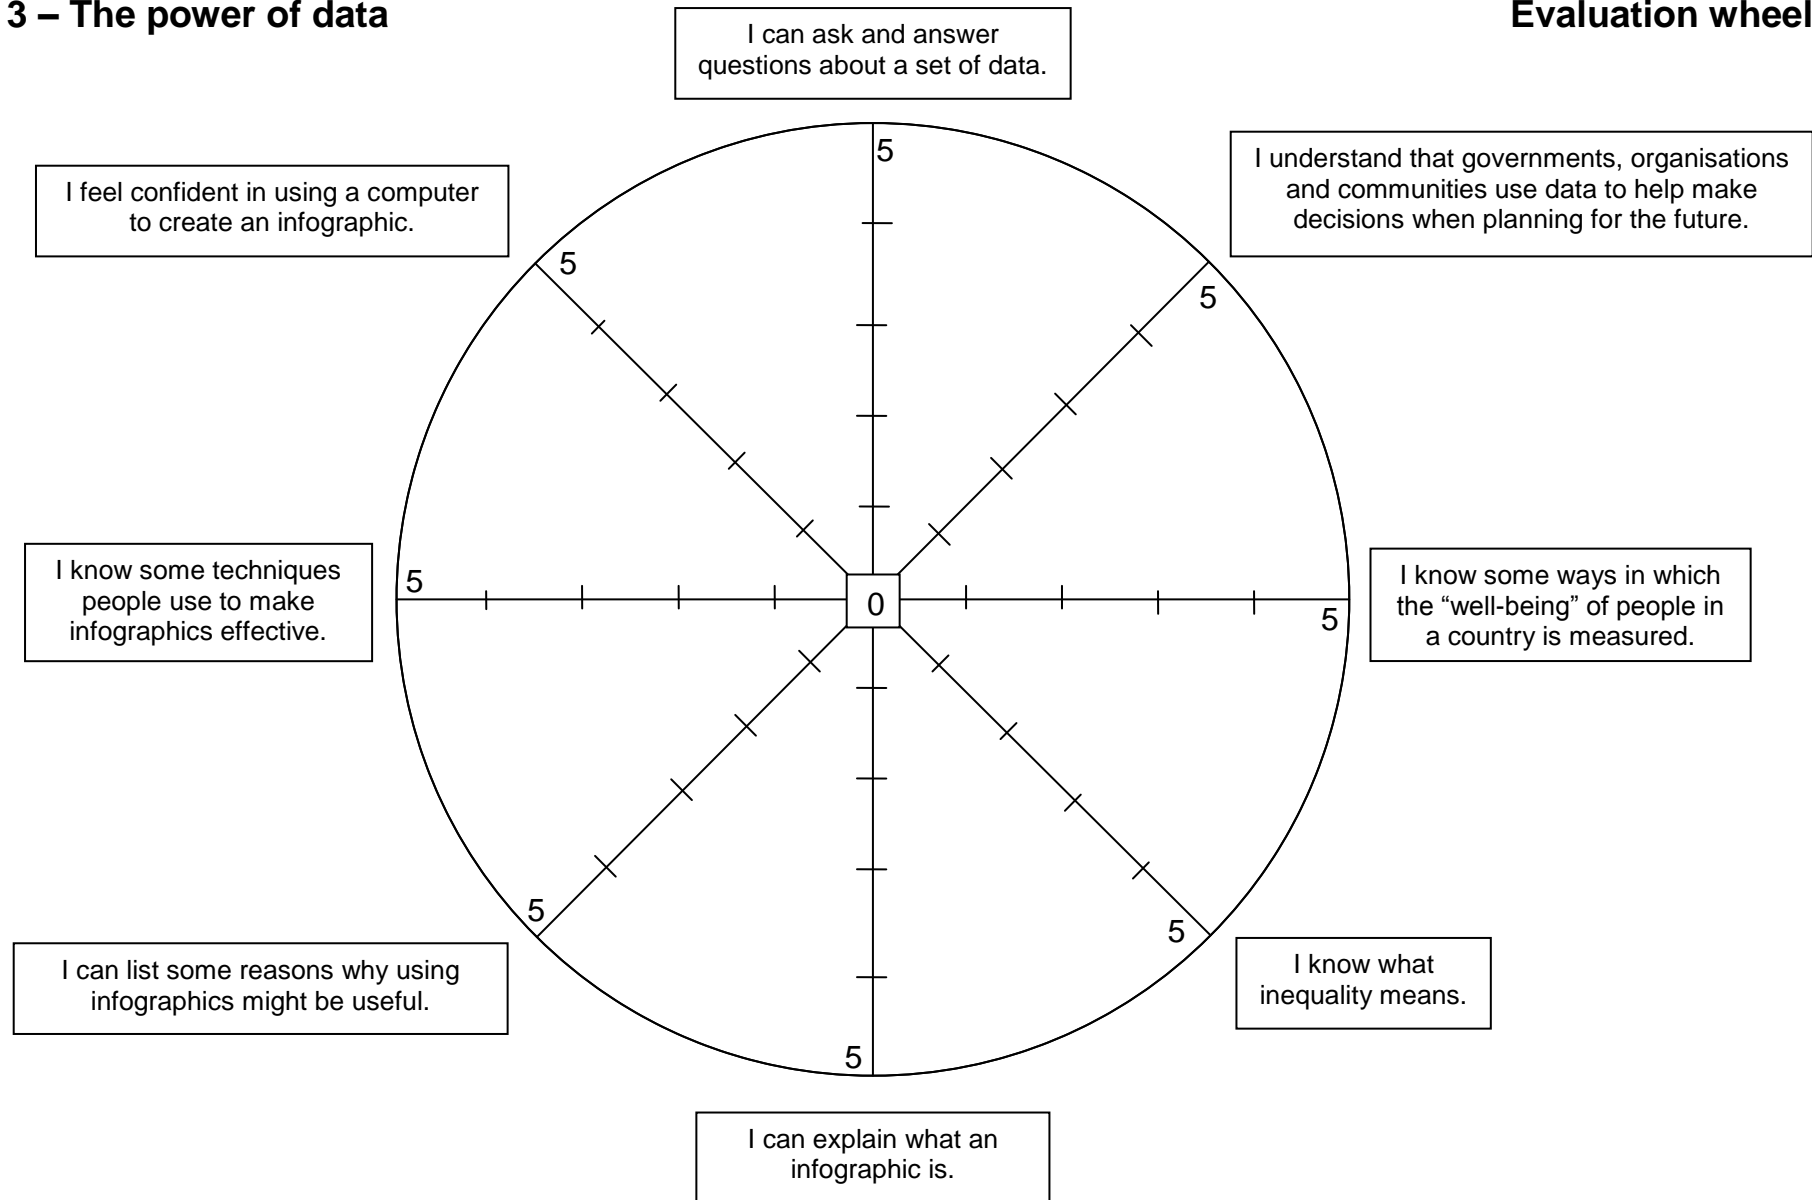 3 – The power of data
Evaluation wheel
I can ask and answer
questions about a set of data.
I understand that governments, organisations
and communities use data to help make
decisions when planning for the future.
I feel confident in using a computer
to create an infographic.
5
5
5
I know some techniques
people use to make
infographics effective.
5
0
5
I know some ways in which
the “well-being” of people in
a country is measured.
5
5
I can list some reasons why using
infographics might be useful.
I know what
inequality means.
5
I can explain what an
infographic is.